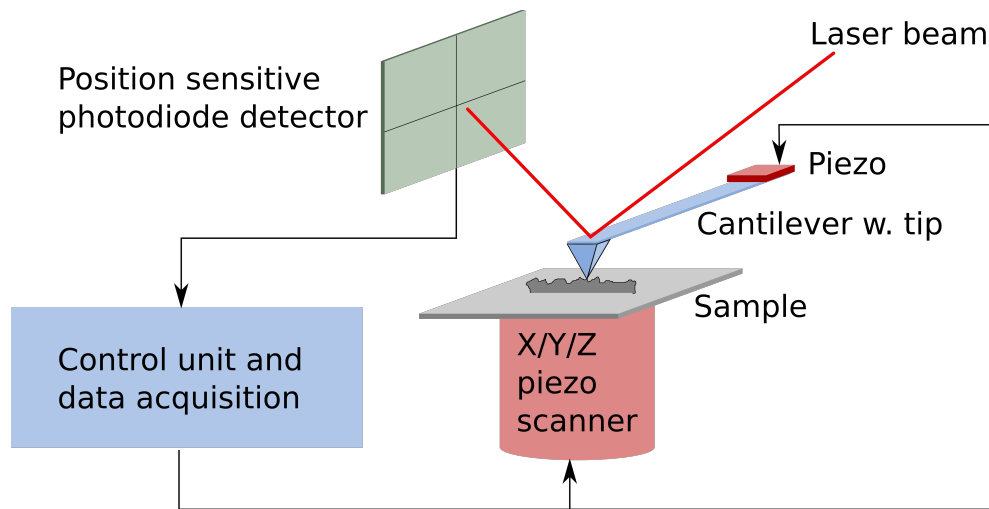 Laser beam
Position sensitive
photodiode detector
Piezo
Cantilever w. tip
Sample
X/Y/Z
piezo
scanner
Control unit and
data acquisition